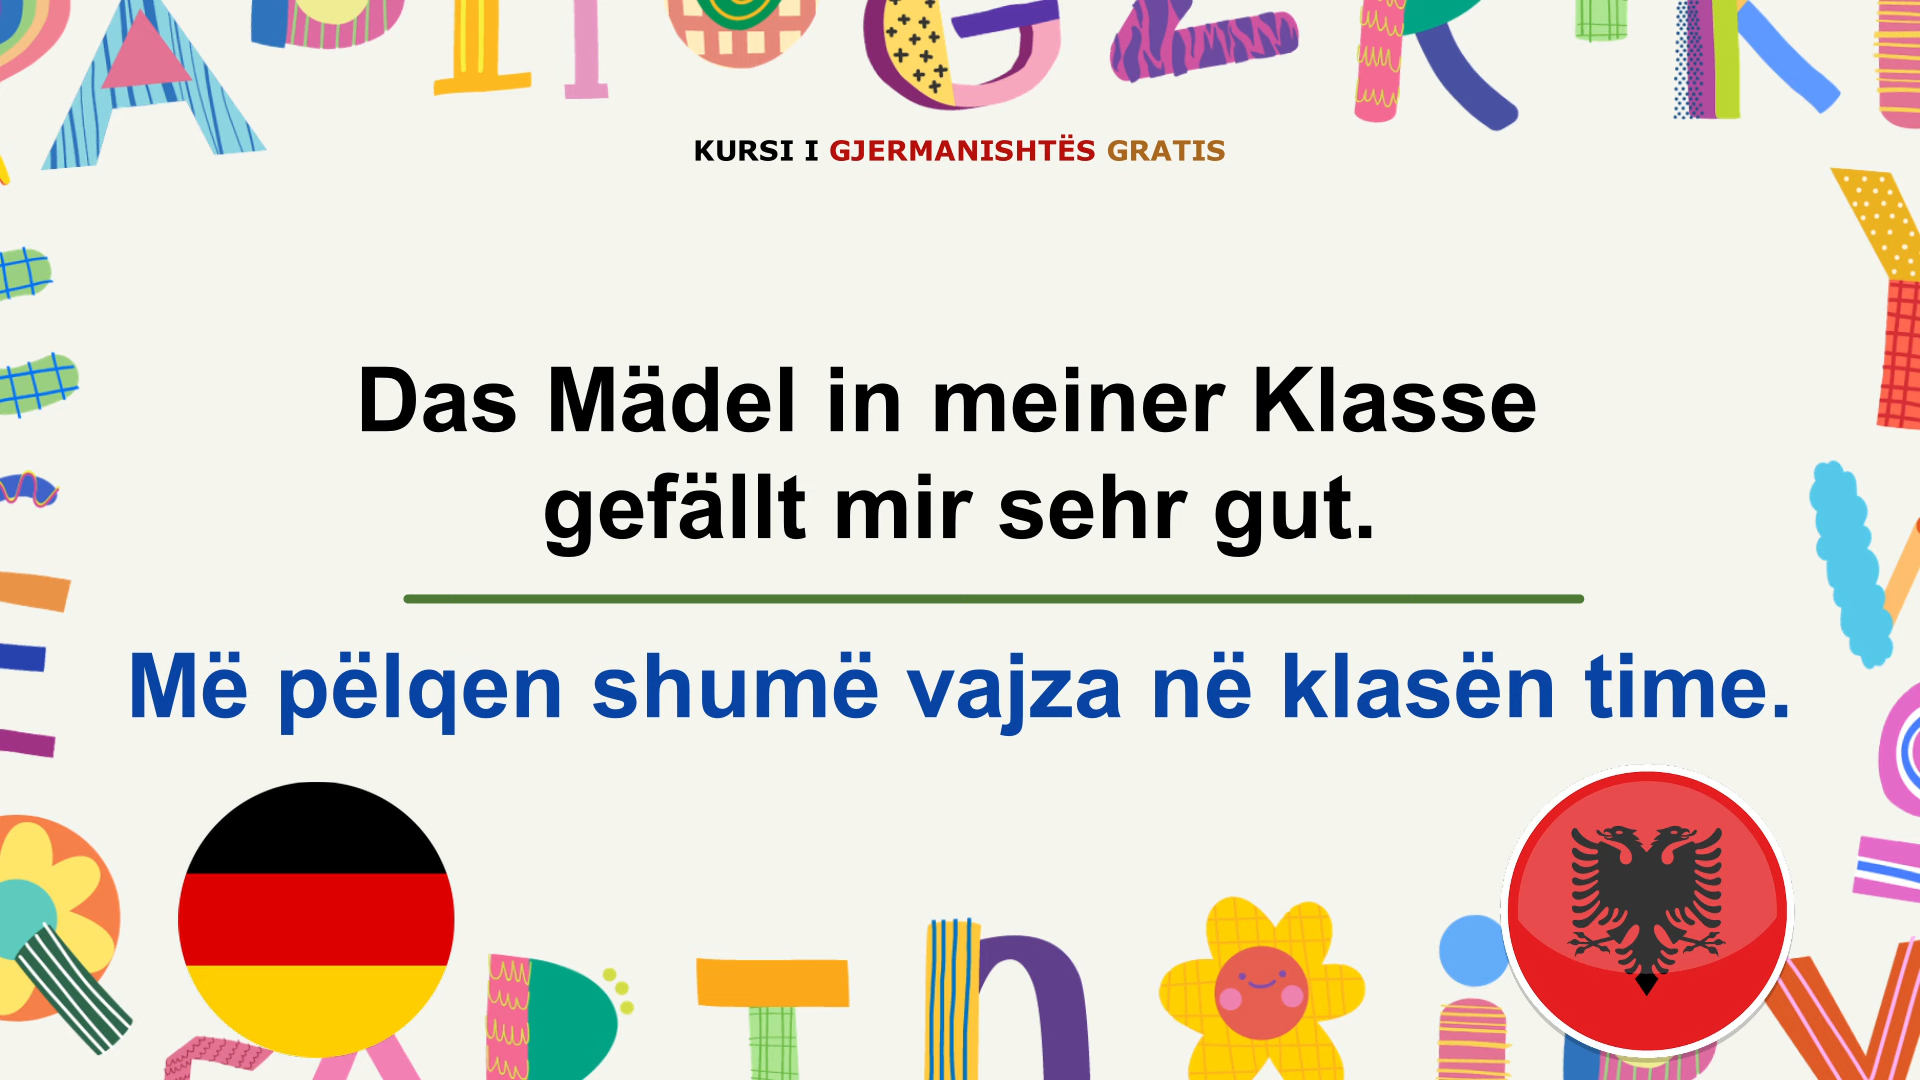 KURSI I GJERMANISHTËS GRATIS
Das Mädel in meiner Klasse
gefällt mir sehr gut.
Më pëlqen shumë vajza në klasën time.